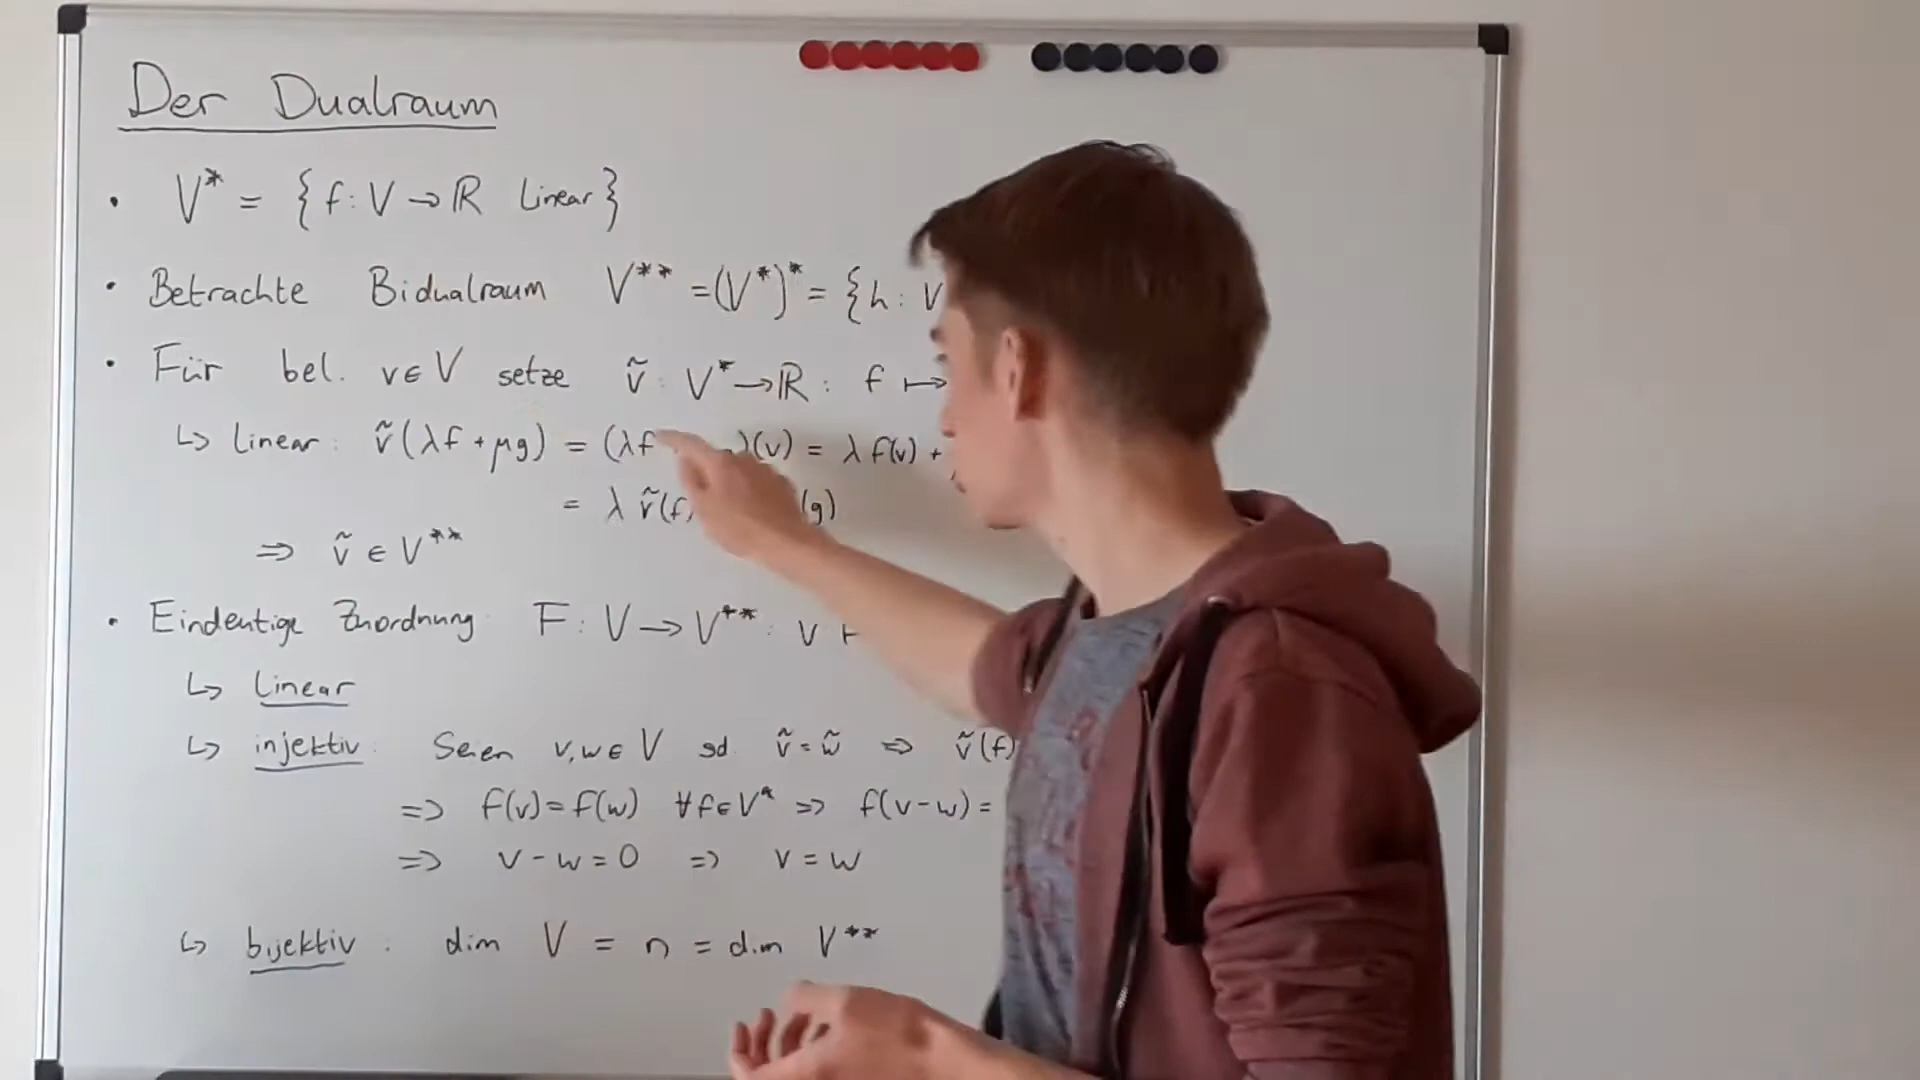 Der Dualraum
• V* = {f: V → ℝ linear}
• Betrachte Bidualraum V** = (V*)* = {h: V
• Für bel. v ∈ V setze ṽ: V* → ℝ: f ↦
↳ linear: ṽ(λf + μg) = (λf )(v) = λ f(v) +
= λ ṽ(f) (g)
⇒ ṽ ∈ V**
• Eindeutige Zuordnung F: V → V**: v
↳ linear
↳ injektiv: Seien v,w ∈ V sd ṽ = w̃ ⇒ ṽ(f)
⇒ f(v) = f(w) ∀f ∈ V* ⇒ f(v-w) =
⇒ v - w = 0 ⇒ v = w
↳ bijektiv: dim V = n = dim V**